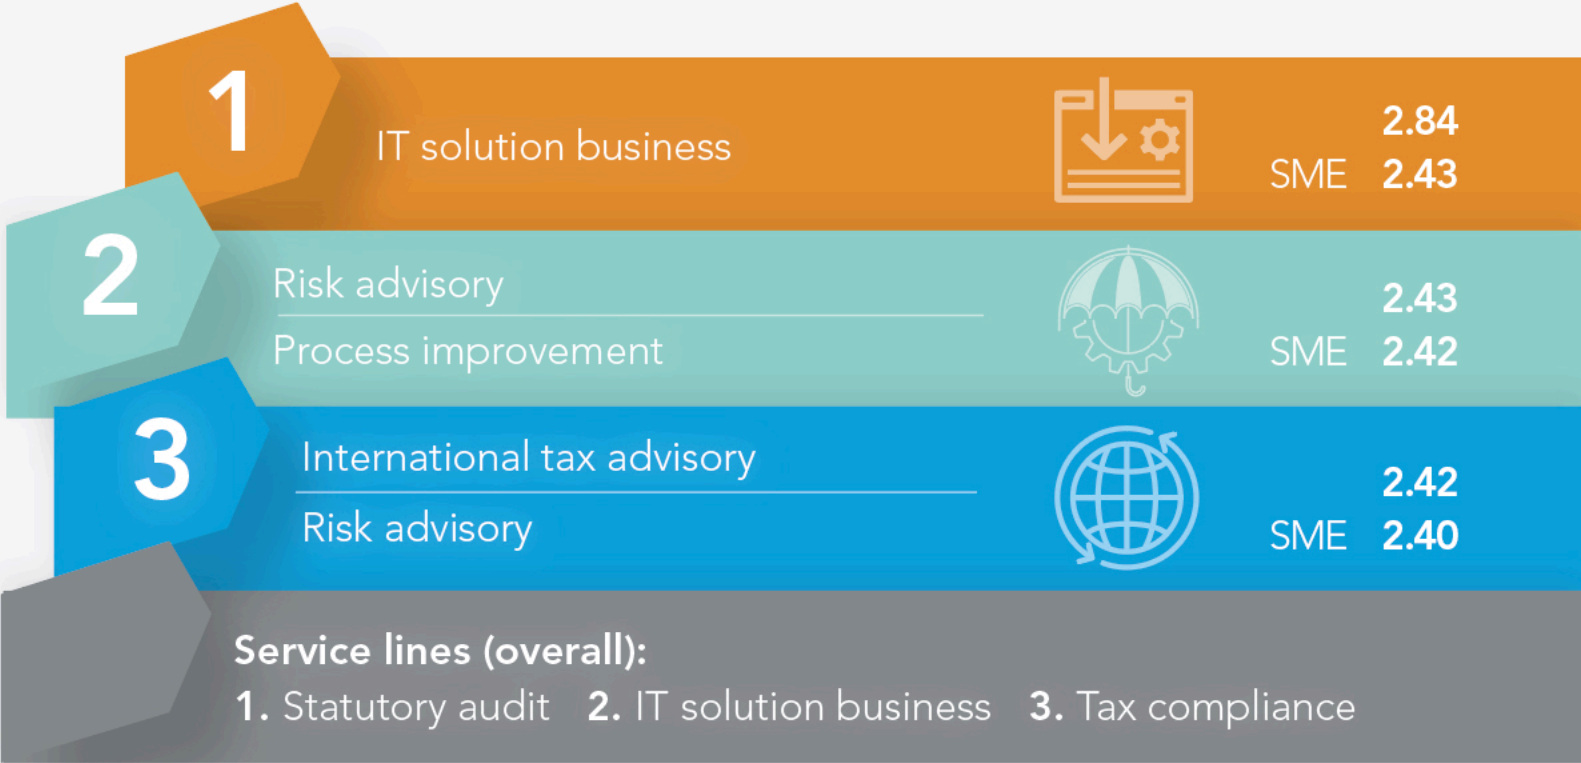 1
IT solution business
2.84
SME 2.43
2
Risk advisory
2.43
Process improvement
SME 2.42
3
International tax advisory
2.42
Risk advisory
SME 2.40
Service lines (overall):
1. Statutory audit 2. IT solution business 3. Tax compliance